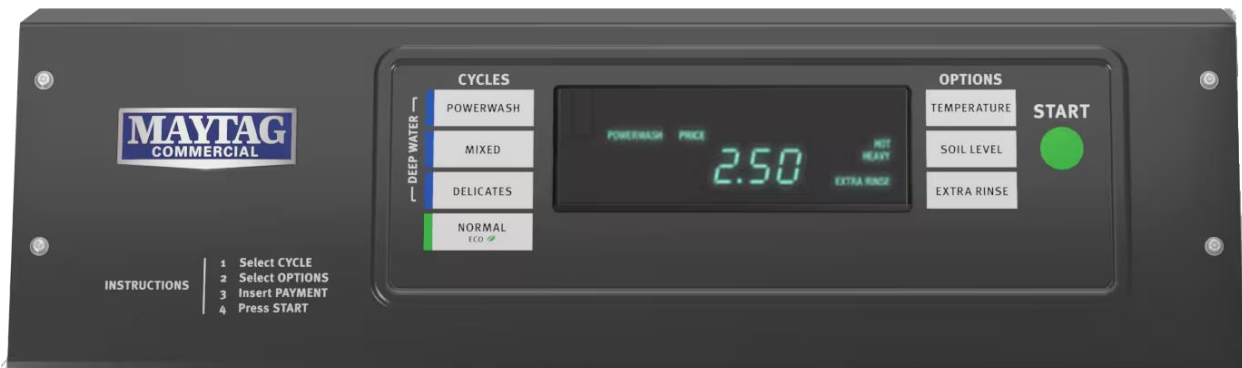 MAYTAG
COMMERCIAL
INSTRUCTIONS
1 Select CYCLE
2 Select OPTIONS
3 Insert PAYMENT
4 Press START
CYCLES
DEEP WATER
POWERWASH
MIXED
DELICATES
NORMAL
ECO
POWERWASH PRICE
2.50
HOT
HEAVY
EXTRA RINSE
OPTIONS
TEMPERATURE
SOIL LEVEL
EXTRA RINSE
START